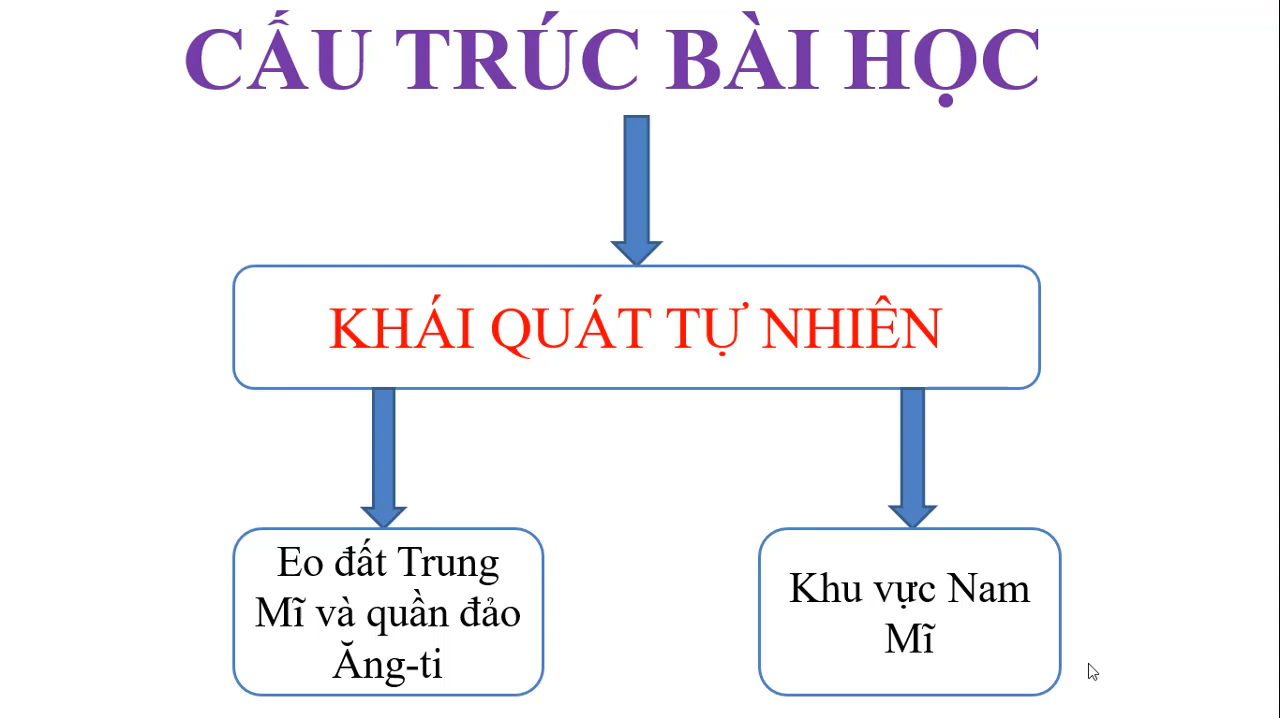 CẤU TRÚC BÀI HỌC
KHÁI QUÁT TỰ NHIÊN
Eo đất Trung
Mĩ và quần đảo
Ăng-ti
Khu vực Nam
Mĩ